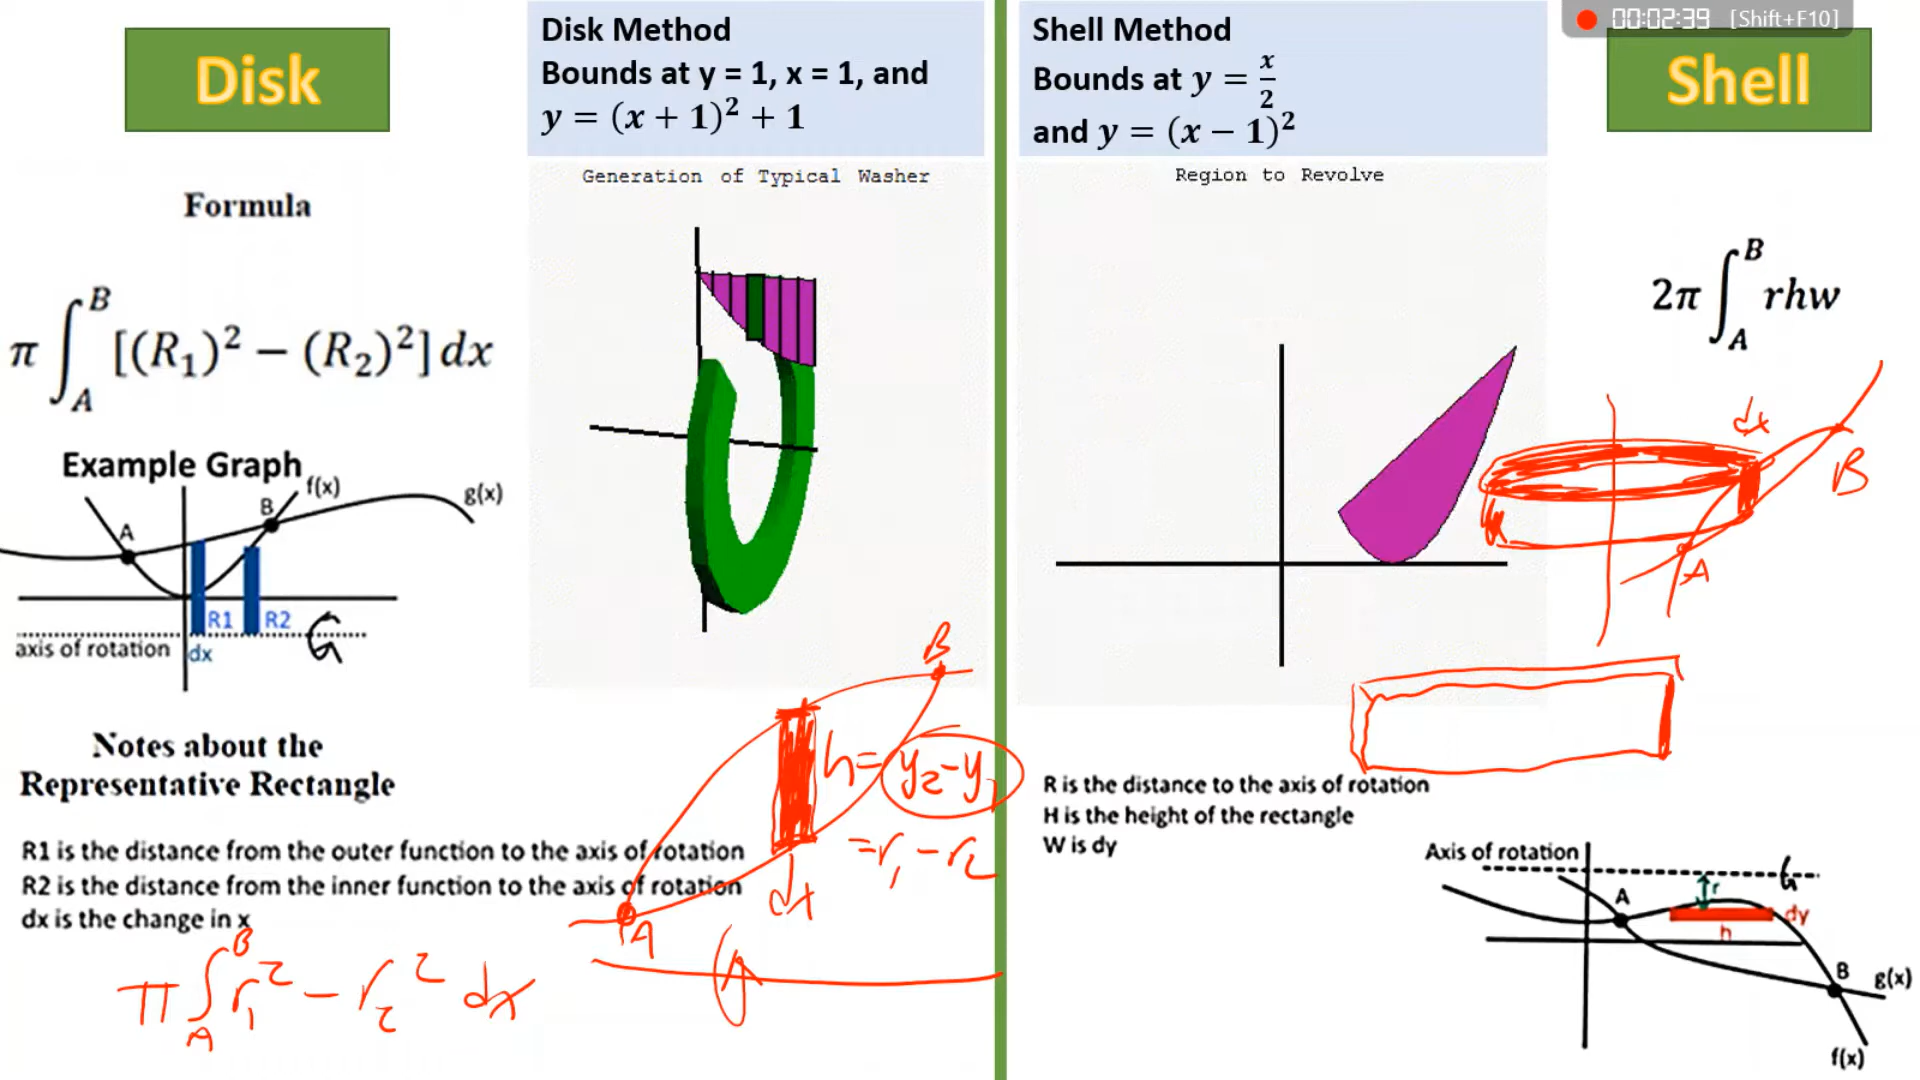 00:02:39 [Shift+F10]
Disk
Formula
π ∫_A^B [(R₁)² − (R₂)²] dx
Example Graph
f(x)
g(x)
A
B
R1
R2
axis of rotation
dx
Notes about the
Representative Rectangle
R1 is the distance from the outer function to the axis of rotation
R2 is the distance from the inner function to the axis of rotation
dx is the change in x
π ∫_A^B r₁² − r₂² dx
Disk Method
Bounds at y = 1, x = 1, and
y = (x + 1)² + 1
Generation of Typical Washer
B
h = y₂ − y₁
= r₁ − r₂
dx
A
Shell Method
Bounds at y = x/2
and y = (x − 1)²
Region to Revolve
Shell
2π ∫_A^B rhw
dx
B
A
R is the distance to the axis of rotation
H is the height of the rectangle
W is dy
Axis of rotation
r
A
dy
h
B
g(x)
f(x)